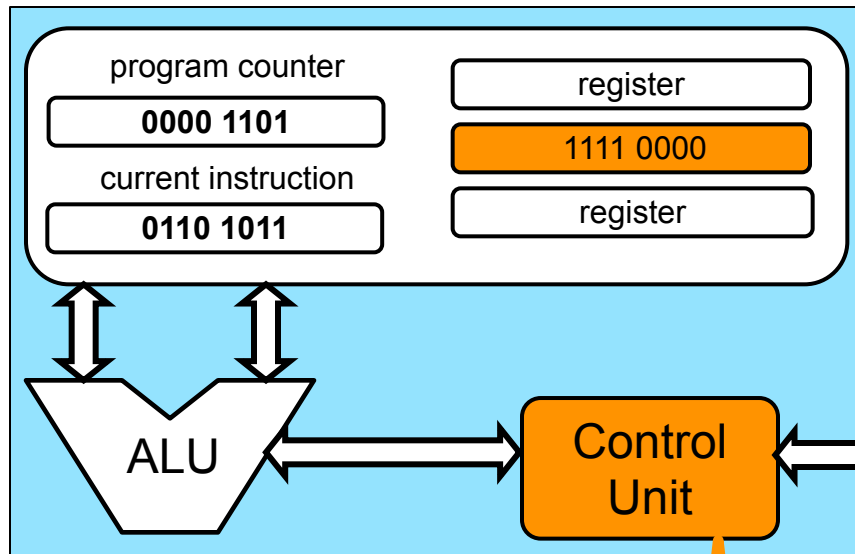 program counter
0000 1101
current instruction
0110 1011
register
1111 0000
register
ALU
Control
Unit